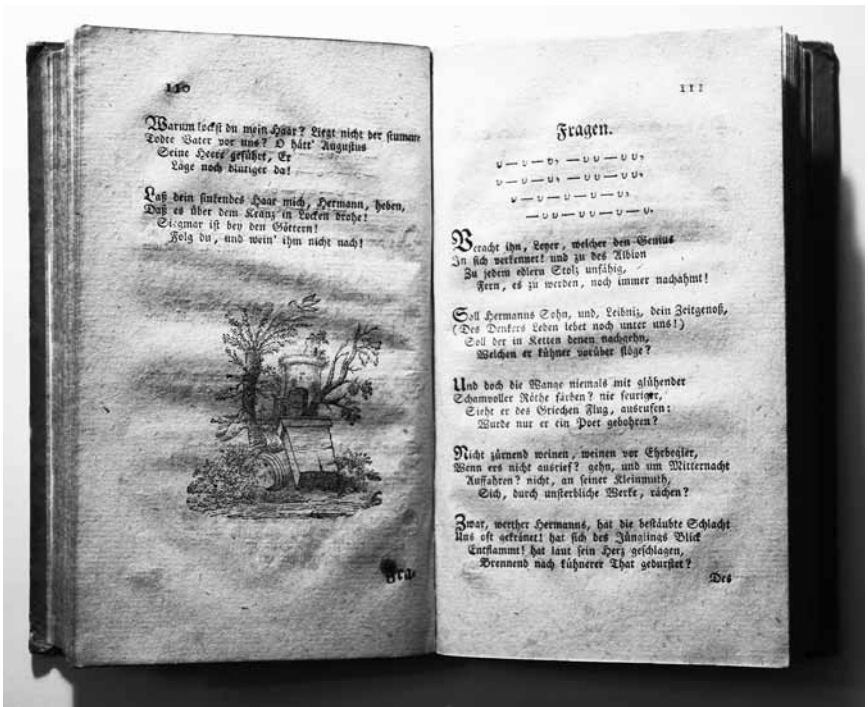 110
Warum lockst du mein Haar? Liegt nicht der stumme
Todte Vater vor uns? O hätt' Augustus
Seine Heere geführt, Er
Läge noch blutiger da!
Laß dein sinkendes Haar mich, Hermann, heben,
Daß es über dem Kranz in Locken drohe!
Siegmar ist bey den Göttern!
Folg du, und wein' ihm nicht nach!
Fra-
111
Fragen.
υ — υ — υ, — υ υ — υ υ,
υ — υ — υ, — υ υ — υ υ,
υ — υ — υ — υ — υ,
— υ υ — υ υ — υ — υ.
Veracht ihn, Leyer, welcher den Genius
In sich verkennet! und zu des Albion
Zu jedem edlern Stolz unfähig,
Fern, es zu werden, noch immer nachahmt!
Soll Hermanns Sohn, und, Leibniz, dein Zeitgenoß,
(Des Denkers Leben lebet noch unter uns!)
Soll der in Ketten denen nachgehn,
Welchen er kühner vorüber flöge?
Und doch die Wange niemals mit glühender
Schamvoller Röthe färben? nie feuriger,
Sieht er des Griechen Flug, ausrufen:
Wurde nur er ein Poet gebohren?
Nicht zürnend weinen, weinen vor Ehrbegier,
Wenn ers nicht ausrief? gehn, und um Mitternacht
Auffahren? nicht, an seiner Kleinmuth,
Sich, durch unsterbliche Werke, rächen?
Zwar, werther Hermanns, hat die bestäubte Schlacht
Uns oft gekrönet! hat sich des Jünglings Blick
Entflammt! hat laut sein Herz geschlagen,
Brennend nach kühnerer That gedurstet?
Des